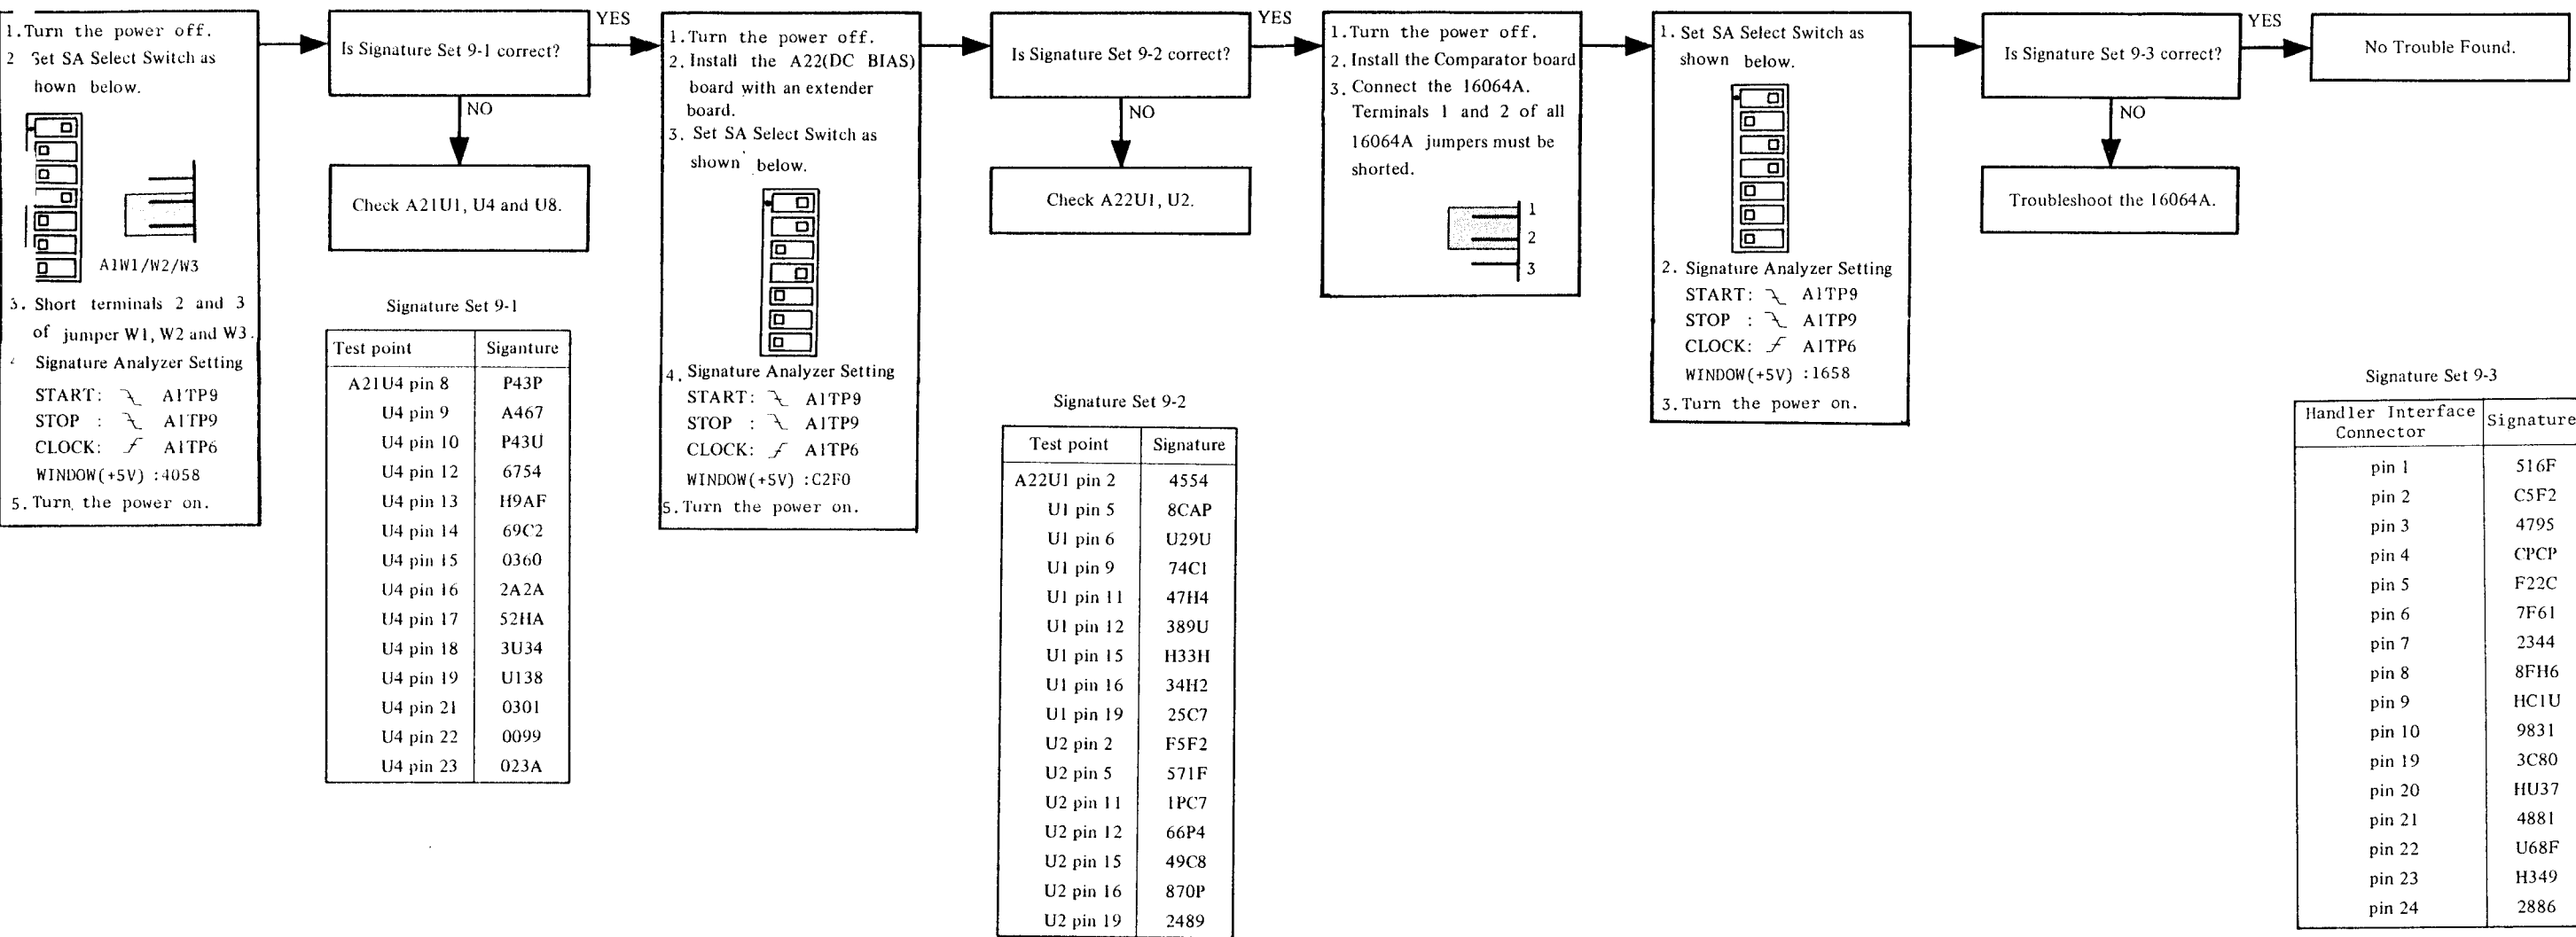 1.Turn the power off.
2 Set SA Select Switch as
hown below.
A1W1/W2/W3
3. Short terminals 2 and 3
of jumper W1, W2 and W3.
Signature Analyzer Setting
START: A1TP9
STOP : A1TP9
CLOCK: A1TP6
WINDOW(+5V) :4058
5. Turn the power on.
Is Signature Set 9-1 correct?
YES
NO
Check A21U1, U4 and U8.
Signature Set 9-1
Test point Siganture
A21U4 pin 8 P43P
U4 pin 9 A467
U4 pin 10 P43U
U4 pin 12 6754
U4 pin 13 H9AF
U4 pin 14 69C2
U4 pin 15 0360
U4 pin 16 2A2A
U4 pin 17 52HA
U4 pin 18 3U34
U4 pin 19 U138
U4 pin 21 0301
U4 pin 22 0099
U4 pin 23 023A
1.Turn the power off.
2. Install the A22(DC BIAS)
board with an extender
board.
3. Set SA Select Switch as
shown below.
4. Signature Analyzer Setting
START: A1TP9
STOP : A1TP9
CLOCK: A1TP6
WINDOW(+5V) :C2F0
5.Turn the power on.
Is Signature Set 9-2 correct?
YES
NO
Check A22U1, U2.
Signature Set 9-2
Test point Signature
A22U1 pin 2 4554
U1 pin 5 8CAP
U1 pin 6 U29U
U1 pin 9 74C1
U1 pin 11 47H4
U1 pin 12 389U
U1 pin 15 H33H
U1 pin 16 34H2
U1 pin 19 25C7
U2 pin 2 F5F2
U2 pin 5 571F
U2 pin 11 1PC7
U2 pin 12 66P4
U2 pin 15 49C8
U2 pin 16 870P
U2 pin 19 2489
1.Turn the power off.
2. Install the Comparator board
3. Connect the 16064A.
Terminals 1 and 2 of all
16064A jumpers must be
shorted.
1
2
3
1. Set SA Select Switch as
shown below.
2. Signature Analyzer Setting
START: A1TP9
STOP : A1TP9
CLOCK: A1TP6
WINDOW(+5V) :1658
3.Turn the power on.
Is Signature Set 9-3 correct?
YES
NO
Troubleshoot the 16064A.
No Trouble Found.
Signature Set 9-3
Handler Interface Connector Signature
pin 1 516F
pin 2 C5F2
pin 3 4795
pin 4 CPCP
pin 5 F22C
pin 6 7F61
pin 7 2344
pin 8 8FH6
pin 9 HC1U
pin 10 9831
pin 19 3C80
pin 20 HU37
pin 21 4881
pin 22 U68F
pin 23 H349
pin 24 2886